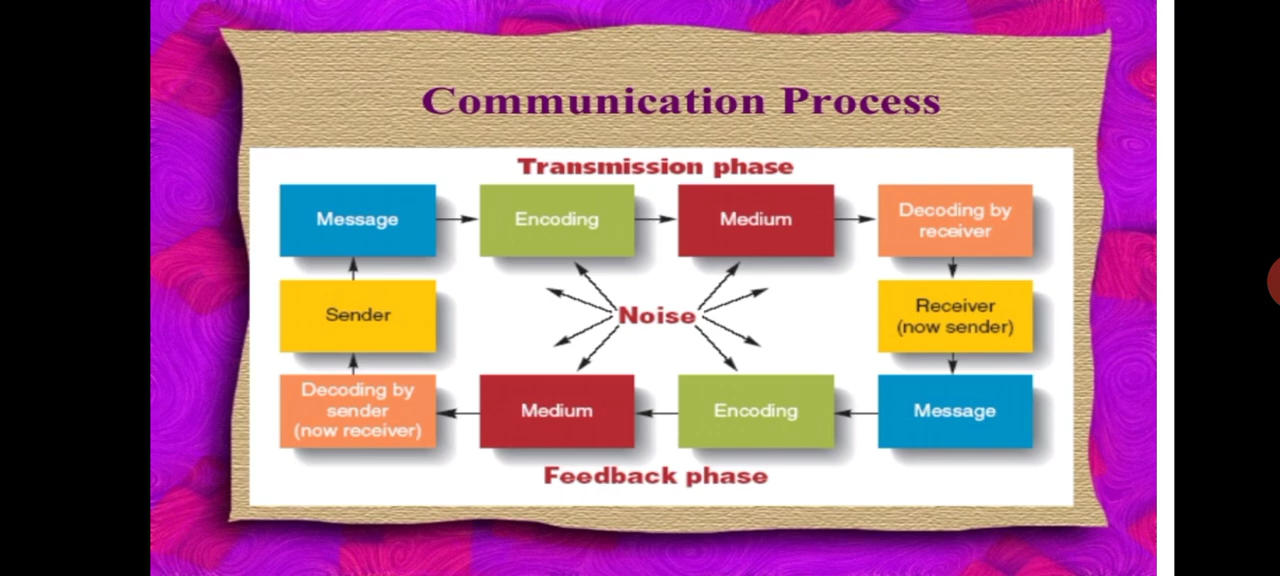 Communication Process
Transmission phase
Message
Encoding
Medium
Decoding by
receiver
Sender
Noise
Receiver
(now sender)
Decoding by
sender
(now receiver)
Medium
Encoding
Message
Feedback phase